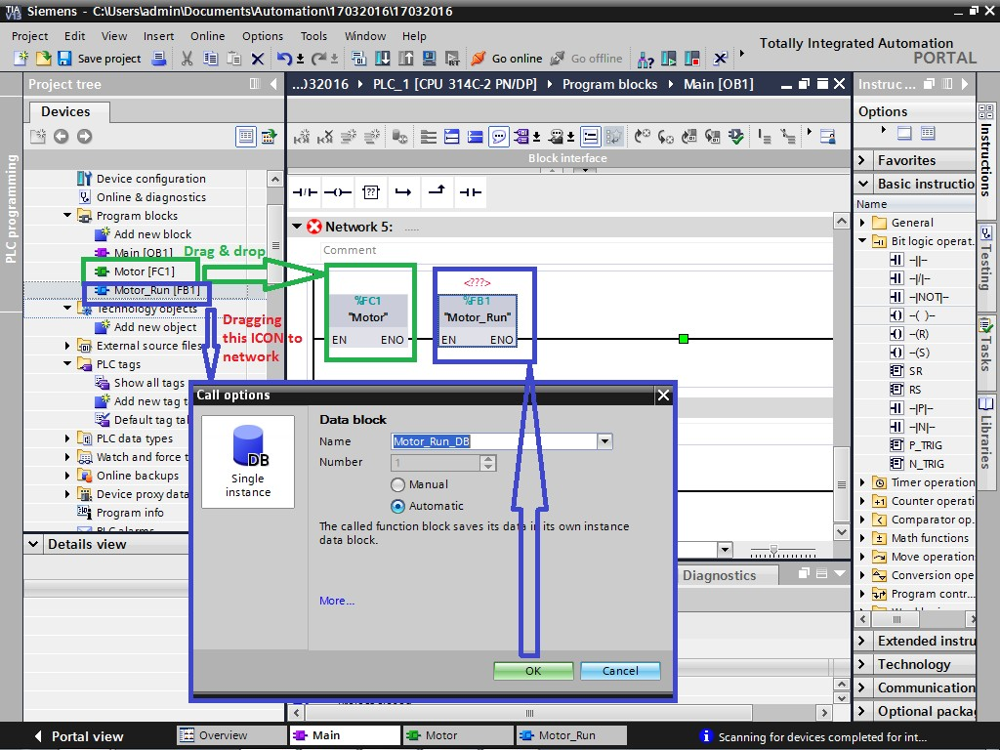 TIA
V13
Siemens - C:\Users\admin\Documents\Automation\17032016\17032016
Project Edit View Insert Online Options Tools Window Help
Save project
Go online
Go offline
Totally Integrated Automation
PORTAL
Project tree
Devices
PLC programming
Device configuration
Online & diagnostics
Program blocks
Add new block
Main [OB1]
Motor [FC1]
Motor_Run [FB1]
Technology objects
Add new object
External source files
PLC tags
Show all tags
Add new tag t
Default tag tal
PLC data types
Watch and force t
Online backups
Device proxy data
Program info
PLC alarms
Details view
...032016 PLC_1 [CPU 314C-2 PN/DP] Program blocks Main [OB1]
Block interface
??
Network 5: .....
Comment
Drag & drop
%FC1
"Motor"
EN ENO
<???>
%FB1
"Motor_Run"
EN ENO
Dragging
this ICON to
network
Call options
DB
Single
instance
Data block
Name Motor_Run_DB
Number 1
Manual
Automatic
The called function block saves its data in its own instance
data block.
More...
OK
Cancel
Diagnostics
Instruc...
Options
Favorites
Basic instructio
Name
General
Bit logic operat.
-||-
-|/|-
-|NOT|-
-( )-
-(R)
-(S)
SR
RS
-|P|-
-|N|-
P_TRIG
N_TRIG
Timer operation
Counter operati
Comparator op.
Math functions
Move operation
Conversion ope
Program contr...
Extended instru
Technology
Communication
Optional packag
Instructions
Testing
Tasks
Libraries
Portal view
Overview
Main
Motor
Motor_Run
Scanning for devices completed for int...